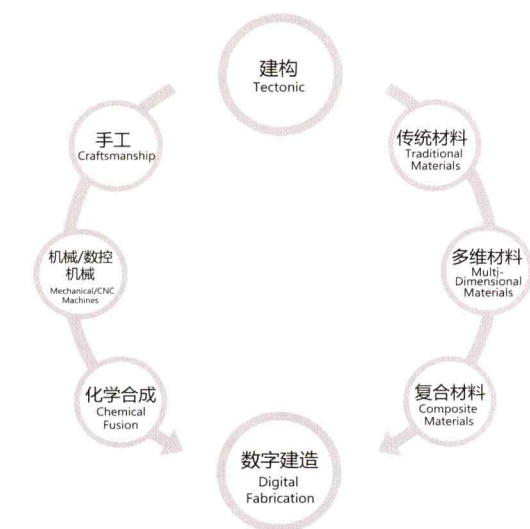 建构
Tectonic
手工
Craftsmanship
传统材料
Traditional
Materials
机械/数控
机械
Mechanical/CNC
Machines
多维材料
Multi-
Dimensional
Materials
化学合成
Chemical
Fusion
复合材料
Composite
Materials
数字建造
Digital
Fabrication